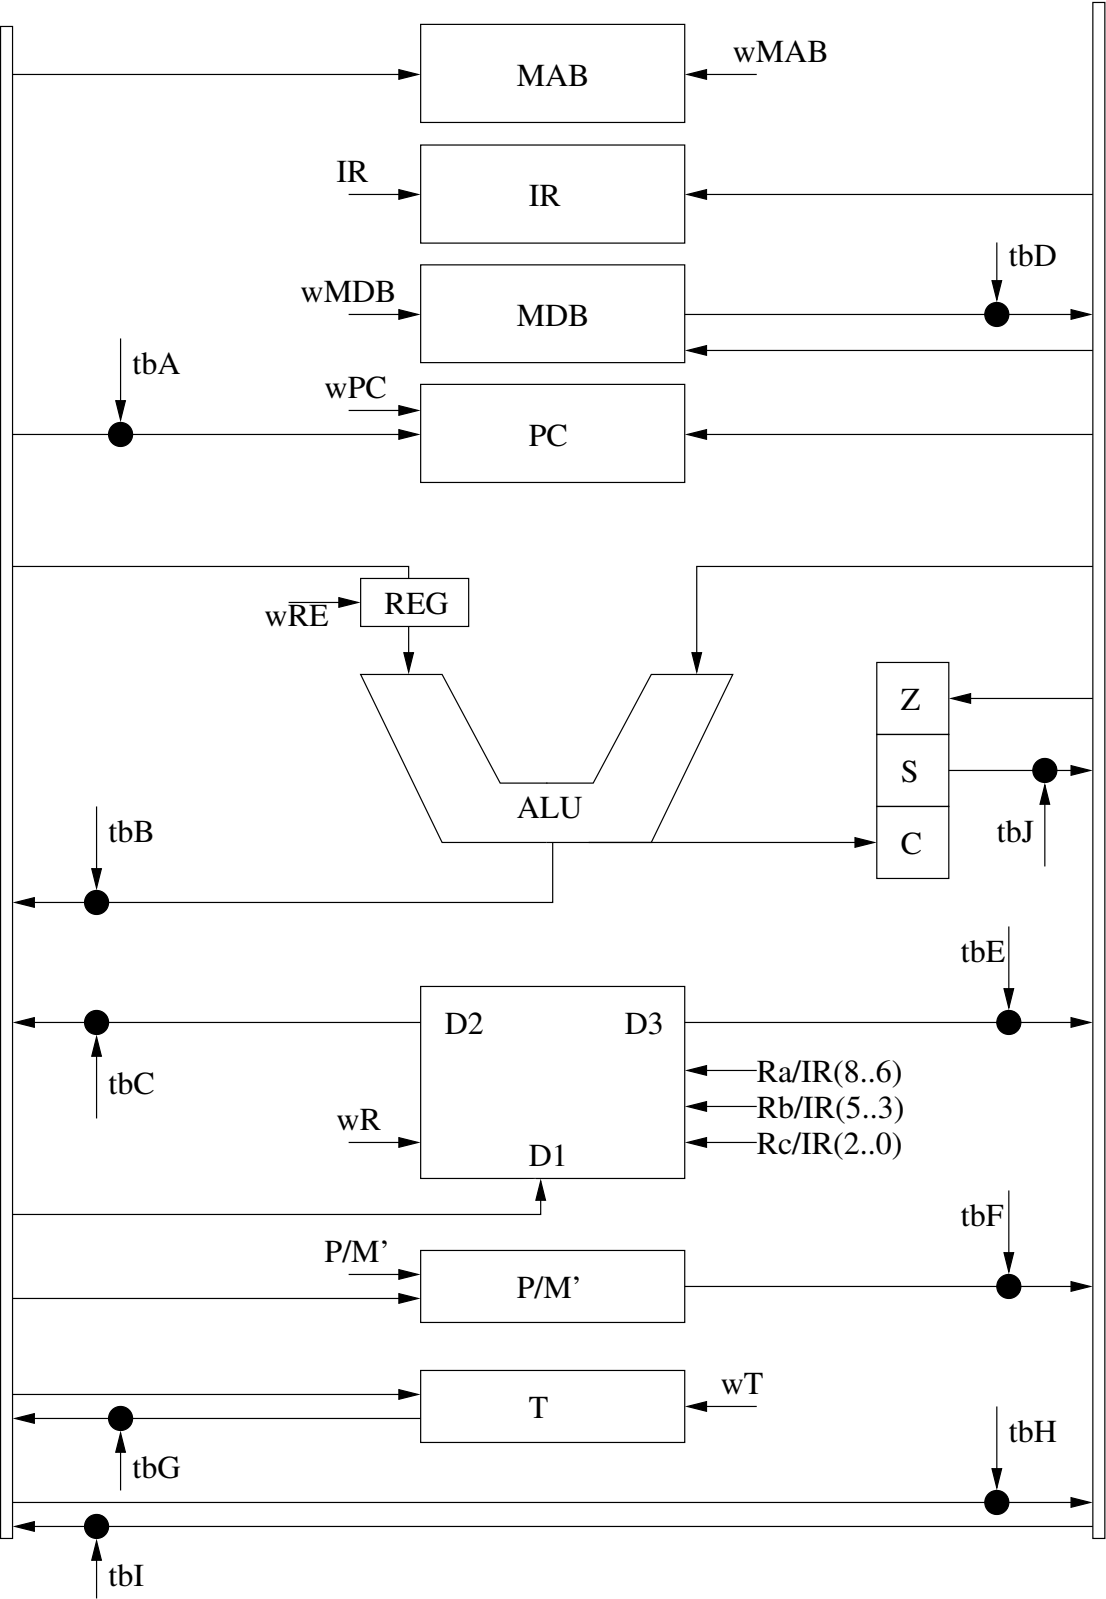 wMAB
MAB
IR
IR
tbD
wMDB
MDB
tbA
wPC
PC
REG
wRE
Z
S
ALU
tbB
tbJ
C
tbE
D2
D3
Ra/IR(8..6)
tbC
Rb/IR(5..3)
wR
Rc/IR(2..0)
D1
tbF
P/M'
P/M'
wT
T
tbH
tbG
tbI